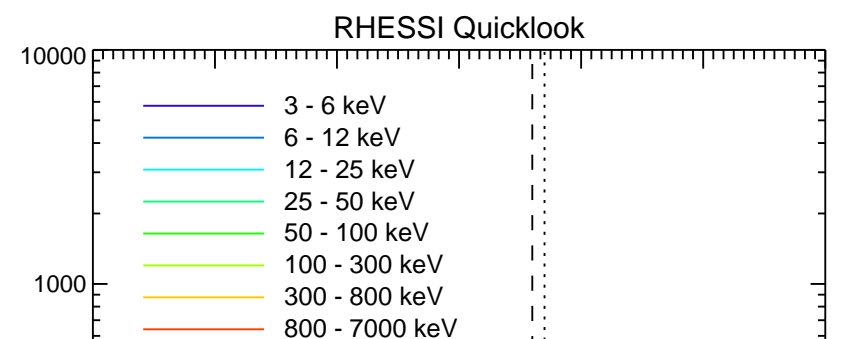 RHESSI Quicklook
10000
3 - 6 keV
6 - 12 keV
12 - 25 keV
25 - 50 keV
50 - 100 keV
100 - 300 keV
1000
300 - 800 keV
800 - 7000 keV